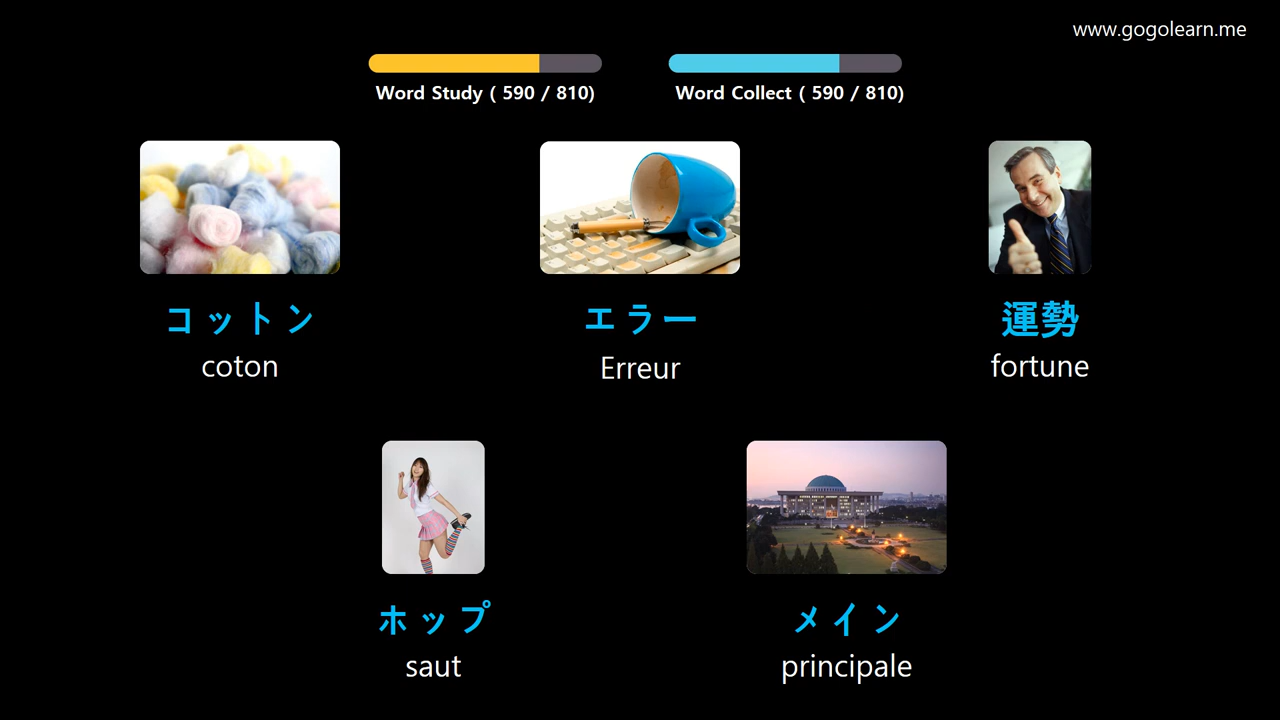 www.gogolearn.me
Word Study ( 590 / 810)
Word Collect ( 590 / 810)
コットン
coton
エラー
Erreur
運勢
fortune
ホップ
saut
メイン
principale